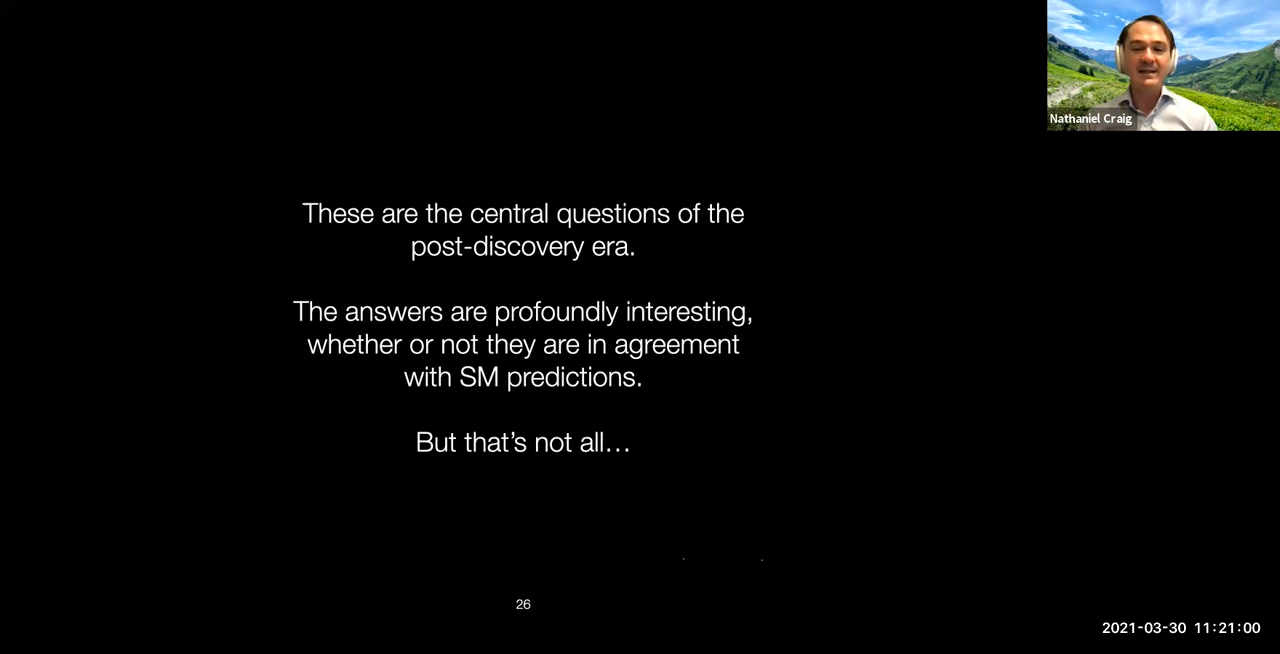 Nathaniel Craig
These are the central questions of the
post-discovery era.
The answers are profoundly interesting,
whether or not they are in agreement
with SM predictions.
But that’s not all…
26
2021-03-30 11:21:00